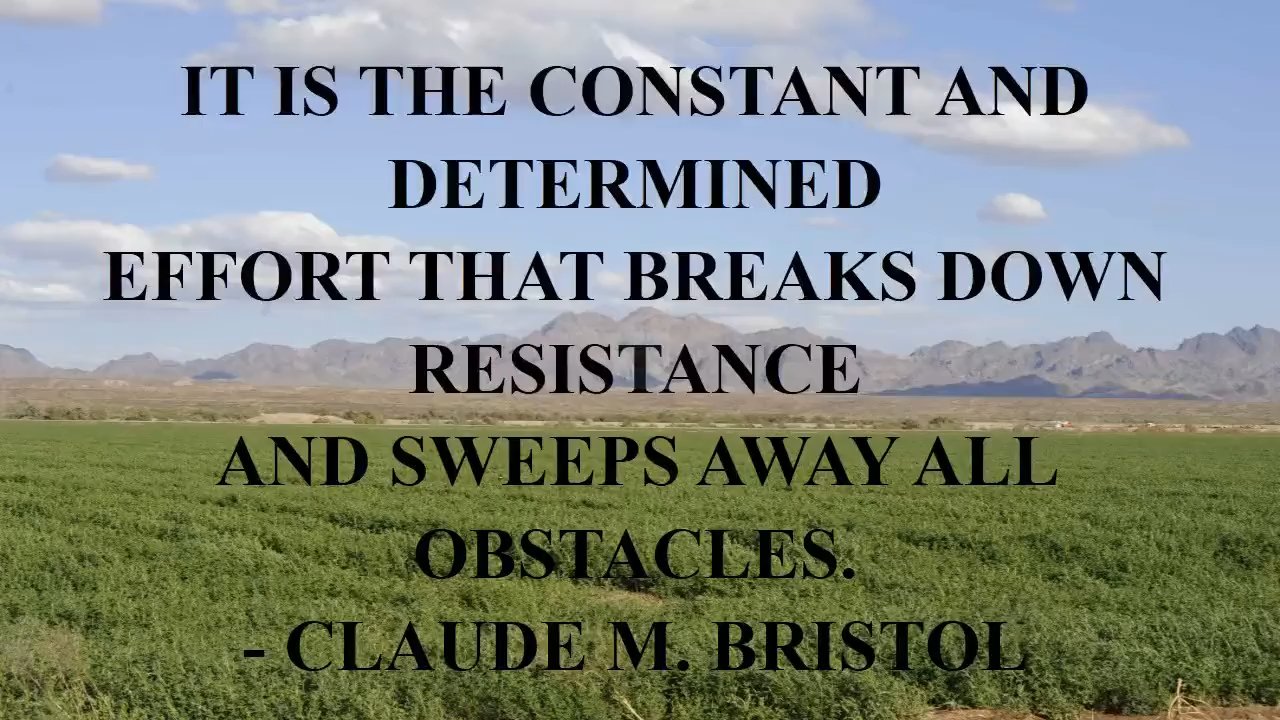 IT IS THE CONSTANT AND
DETERMINED
EFFORT THAT BREAKS DOWN
RESISTANCE
AND SWEEPS AWAY ALL
OBSTACLES.
- CLAUDE M. BRISTOL